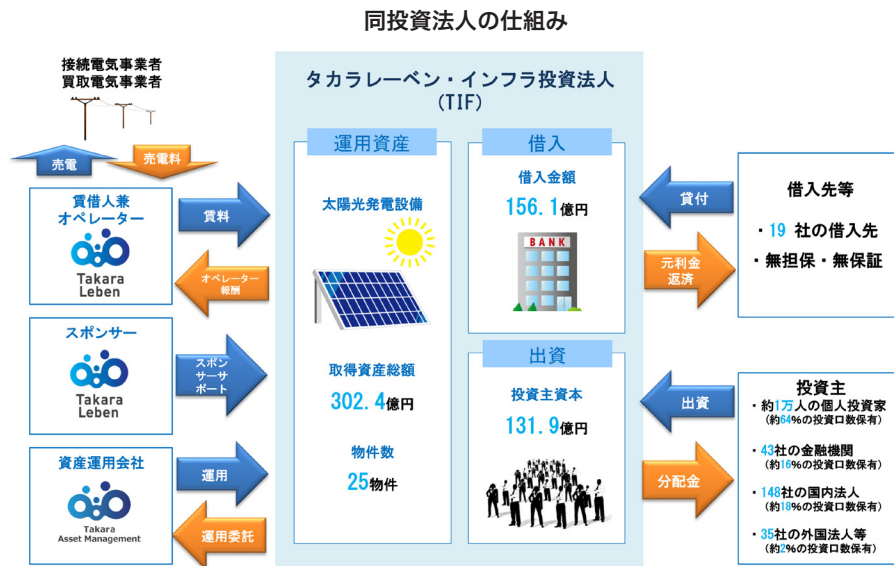 同投資法人の仕組み
接続電気事業者
買取電気事業者
売電
売電料
賃借人兼
オペレーター
Takara
Leben
賃料
オペレーター
報酬
スポンサー
Takara
Leben
スポン
サーサ
ポート
資産運用会社
Takara
Asset Management
運用
運用委託
タカラレーベン・インフラ投資法人
(TIF)
運用資産
太陽光発電設備
取得資産総額
302.4億円
物件数
25物件
借入
借入金額
156.1億円
BANK
出資
投資主資本
131.9億円
貸付
元利金
返済
借入先等
・19 社の借入先
・無担保・無保証
出資
分配金
投資主
・約1万人の個人投資家
(約64%の投資口数保有)
・43社の金融機関
(約16%の投資口数保有)
・148社の国内法人
(約18%の投資口数保有)
・35社の外国法人等
(約2%の投資口数保有)